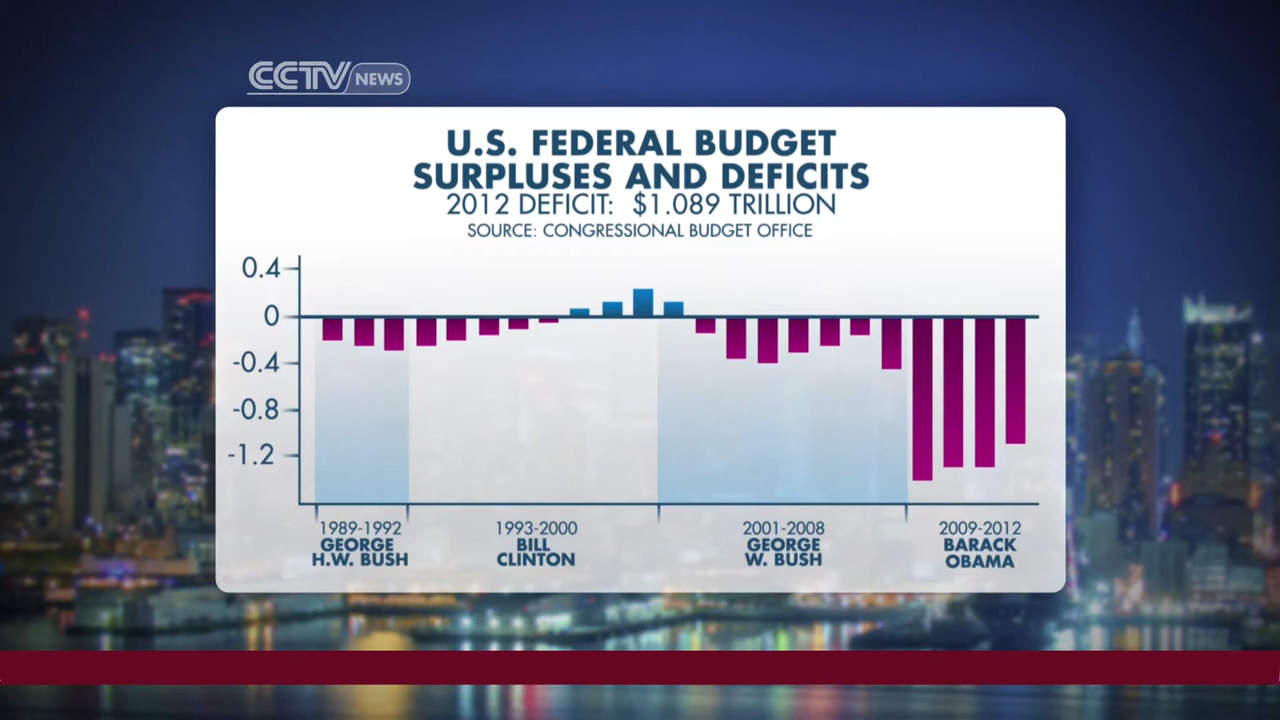 CCTV NEWS
U.S. FEDERAL BUDGET
SURPLUSES AND DEFICITS
2012 DEFICIT: $1.089 TRILLION
SOURCE: CONGRESSIONAL BUDGET OFFICE
0.4
0
-0.4
-0.8
-1.2
1989-1992
GEORGE
H.W. BUSH
1993-2000
BILL
CLINTON
2001-2008
GEORGE
W. BUSH
2009-2012
BARACK
OBAMA